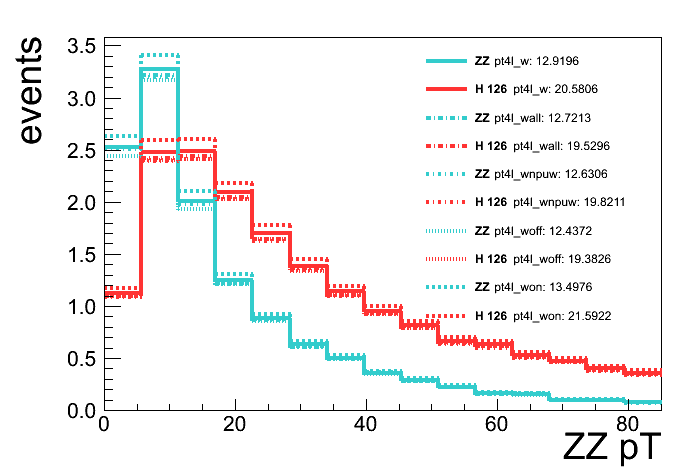 events
3.5
3.0
2.5
2.0
1.5
1.0
0.5
0.0
ZZ pt4l_w: 12.9196
H 126 pt4l_w: 20.5806
ZZ pt4l_wall: 12.7213
H 126 pt4l_wall: 19.5296
ZZ pt4l_wnpuw: 12.6306
H 126 pt4l_wnpuw: 19.8211
ZZ pt4l_woff: 12.4372
H 126 pt4l_woff: 19.3826
ZZ pt4l_won: 13.4976
H 126 pt4l_won: 21.5922
0 20 40 60 80
ZZ pT